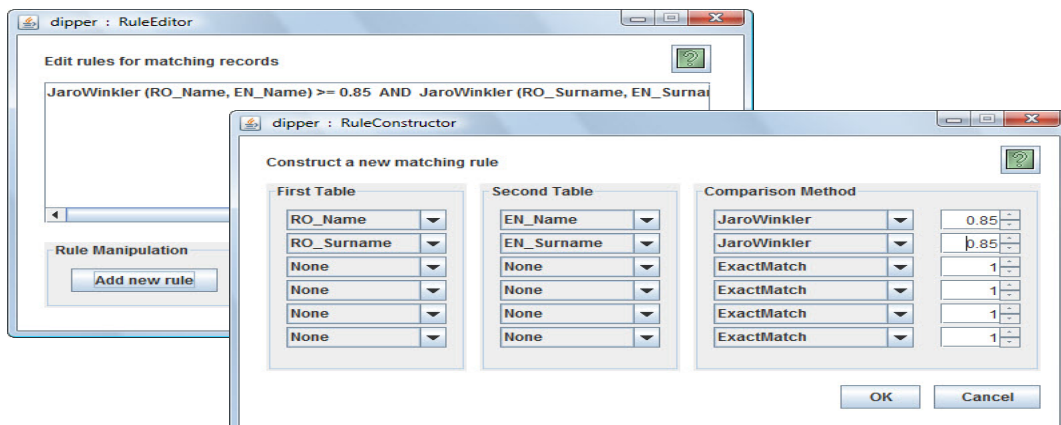 dipper : RuleEditor
Edit rules for matching records
JaroWinkler (RO_Name, EN_Name) >= 0.85 AND JaroWinkler (RO_Surname, EN_Surna
Rule Manipulation
Add new rule
dipper : RuleConstructor
Construct a new matching rule
First Table Second Table Comparison Method
RO_Name EN_Name JaroWinkler 0.85
RO_Surname EN_Surname JaroWinkler 0.85
None None ExactMatch 1
None None ExactMatch 1
None None ExactMatch 1
None None ExactMatch 1
OK Cancel